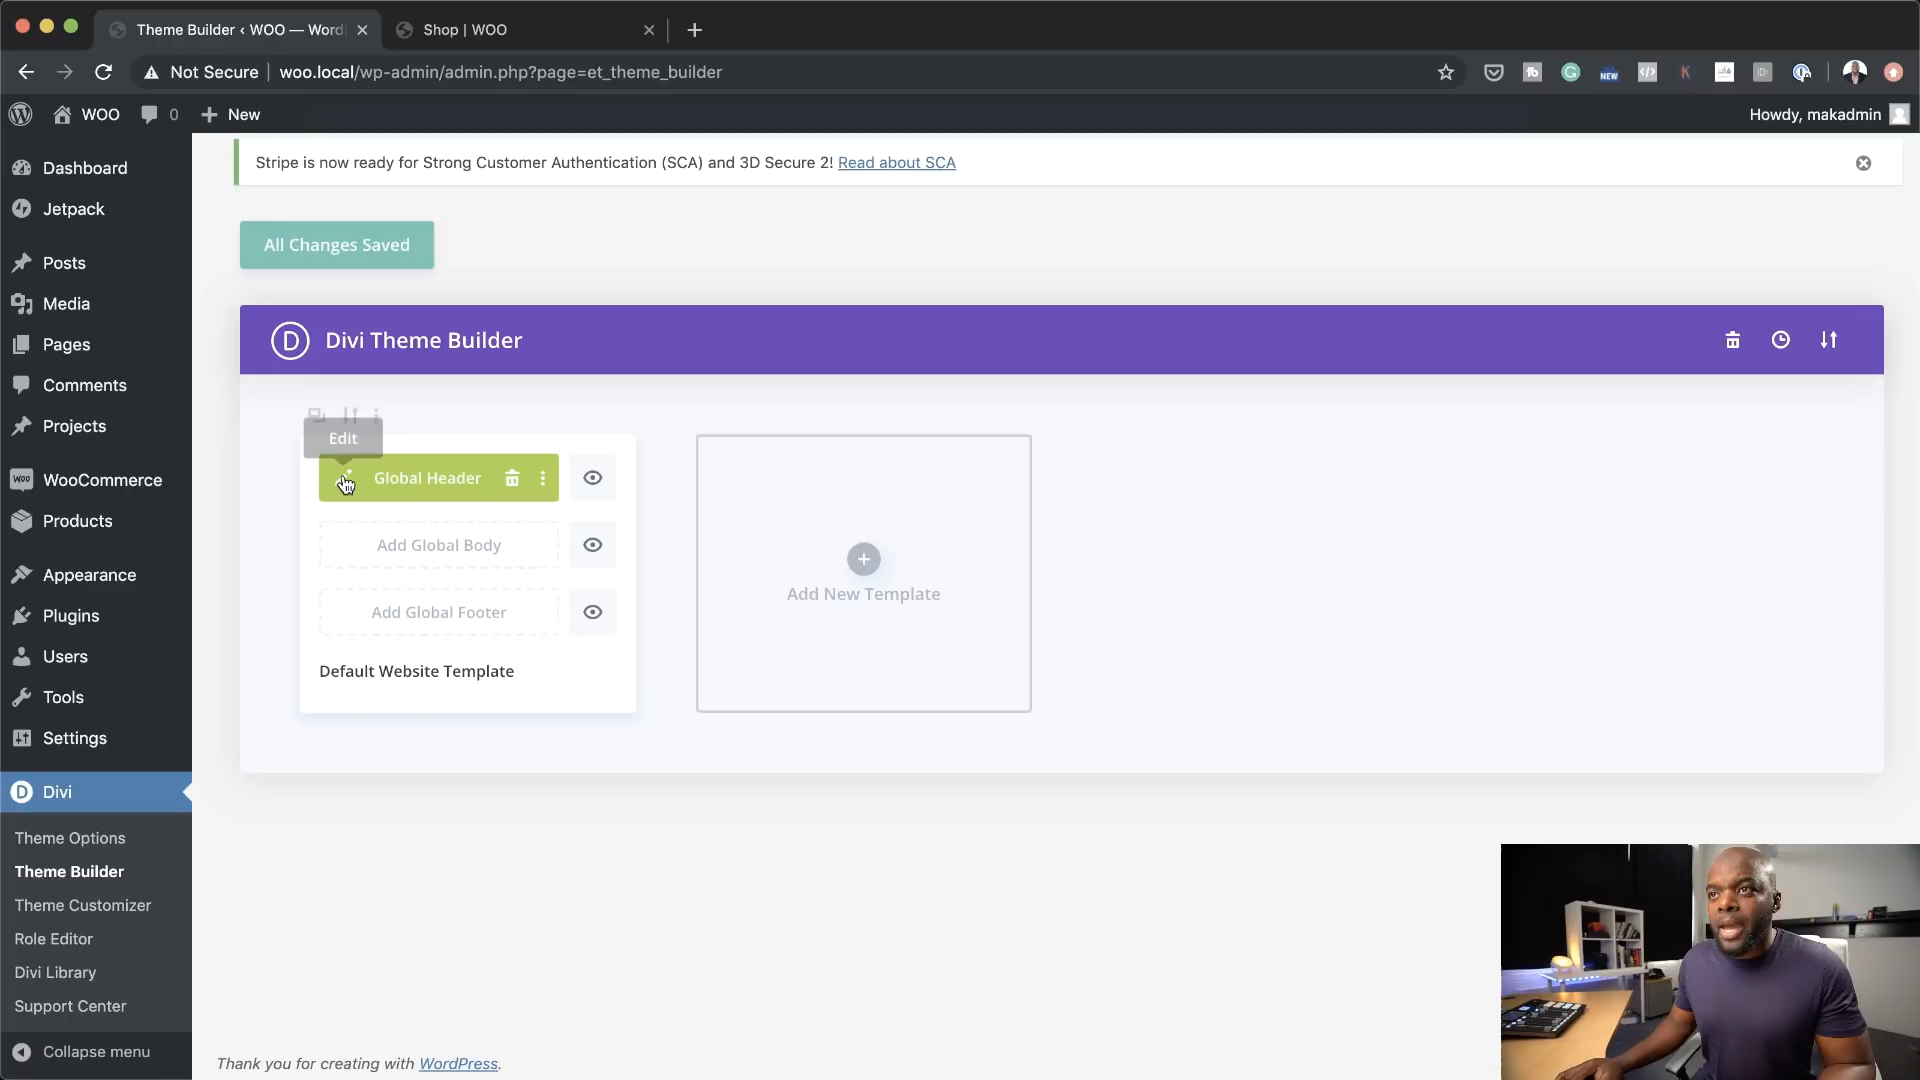 Theme Builder ‹ WOO — Word
Shop | WOO
Not Secure
woo.local/wp-admin/admin.php?page=et_theme_builder
NEW
WOO
0
New
Howdy, makadmin
Dashboard
Jetpack
Posts
Media
Pages
Comments
Projects
WooCommerce
Products
Appearance
Plugins
Users
Tools
Settings
Divi
Theme Options
Theme Builder
Theme Customizer
Role Editor
Divi Library
Support Center
Collapse menu
Stripe is now ready for Strong Customer Authentication (SCA) and 3D Secure 2! Read about SCA
All Changes Saved
D
Divi Theme Builder
Edit
Global Header
Add Global Body
Add Global Footer
Default Website Template
Add New Template
Thank you for creating with WordPress.